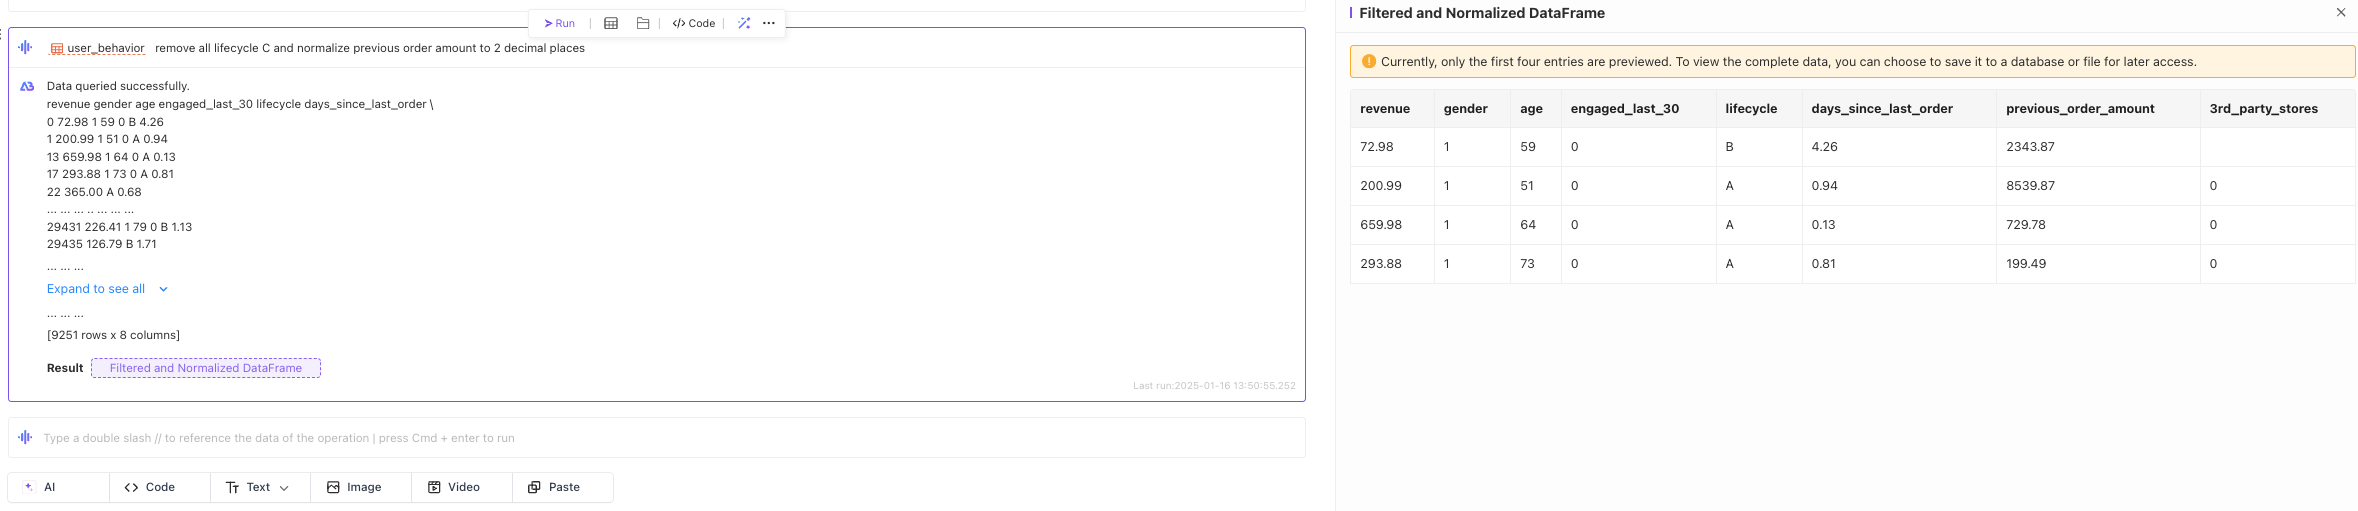 Run
Code
user_behavior remove all lifecycle C and normalize previous order amount to 2 decimal places
Data queried successfully.
revenue gender age engaged_last_30 lifecycle days_since_last_order \
0 72.98 1 59 0 B 4.26
1 200.99 1 51 0 A 0.94
13 659.98 1 64 0 A 0.13
17 293.88 1 73 0 A 0.81
22 365.00 A 0.68
... ... ... .. ... ... ...
29431 226.41 1 79 0 B 1.13
29435 126.79 B 1.71
... ... ...
Expand to see all
... ... ...
[9251 rows x 8 columns]
Result Filtered and Normalized DataFrame
Last run:2025-01-16 13:50:55.252
Type a double slash // to reference the data of the operation | press Cmd + enter to run
AI Code Text Image Video Paste
Filtered and Normalized DataFrame
Currently, only the first four entries are previewed. To view the complete data, you can choose to save it to a database or file for later access.
revenue gender age engaged_last_30 lifecycle days_since_last_order previous_order_amount 3rd_party_stores
72.98 1 59 0 B 4.26 2343.87
200.99 1 51 0 A 0.94 8539.87 0
659.98 1 64 0 A 0.13 729.78 0
293.88 1 73 0 A 0.81 199.49 0